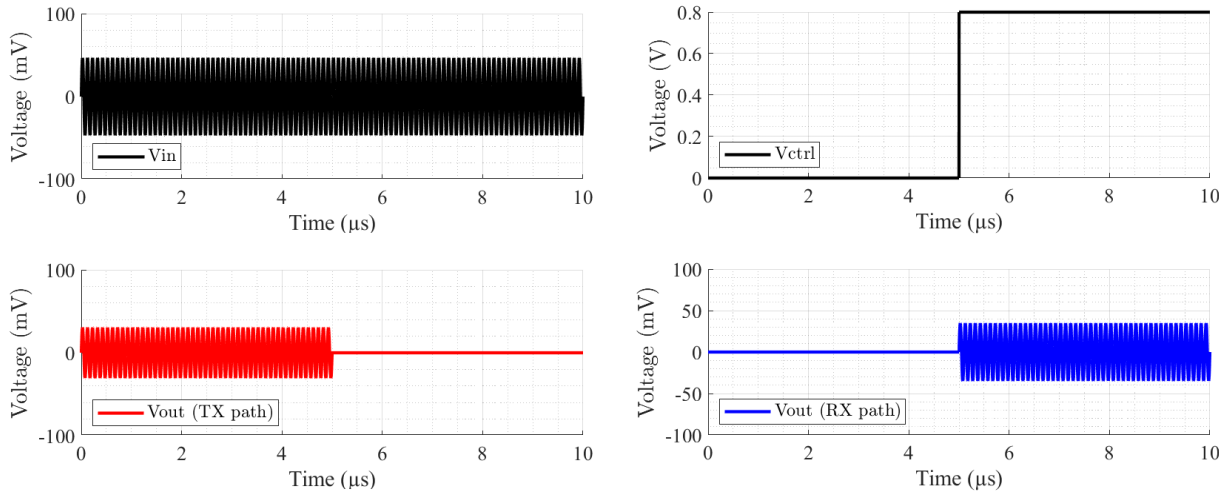 100
0
-100
Voltage (mV)
Vin
0 2 4 6 8 10
Time (µs)
0.8
0.6
0.4
0.2
0
Voltage (V)
Vctrl
0 2 4 6 8 10
Time (µs)
100
0
-100
Voltage (mV)
Vout (TX path)
0 2 4 6 8 10
Time (µs)
100
50
0
-50
-100
Voltage (mV)
Vout (RX path)
0 2 4 6 8 10
Time (µs)